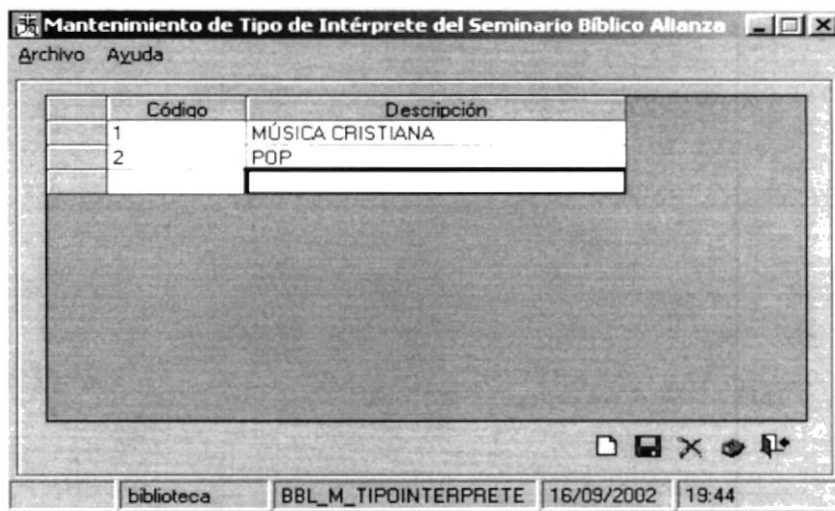 Mantenimiento de Tipo de Intérprete del Seminario Bíblico Alianza
Archivo Ayuda
Código Descripción
1 MÚSICA CRISTIANA
2 POP
biblioteca BBL_M_TIPOINTERPRETE 16/09/2002 19:44